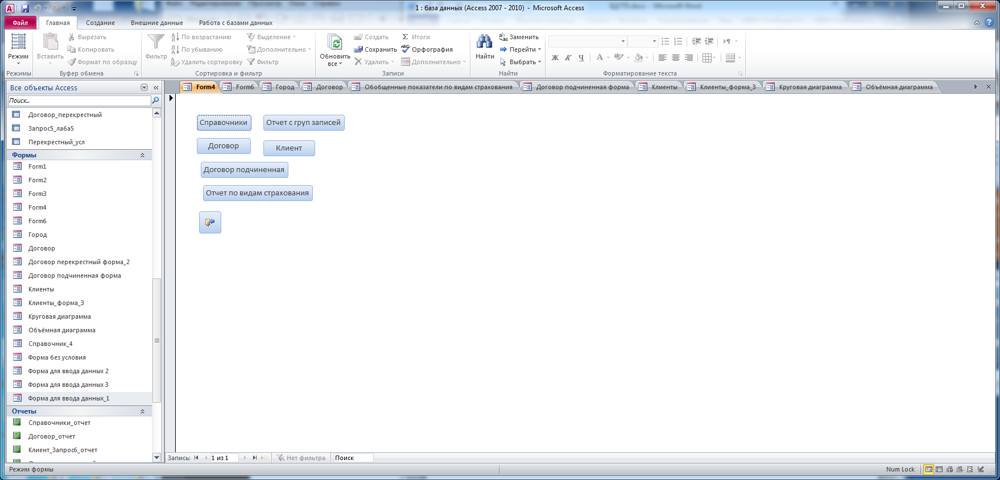 1 : база данных (Access 2007 - 2010) - Microsoft Access
Файл Главная Создание Внешние данные Работа с базами данных
Режим
Режимы
Вставить
Вырезать
Копировать
Формат по образцу
Буфер обмена
Фильтр
По возрастанию
По убыванию
Удалить сортировку
Выделение
Дополнительно
Фильтр
Сортировка и фильтр
Обновить
все
Создать
Сохранить
Удалить
Итоги
Орфография
Дополнительно
Записи
Найти
Заменить
Перейти
Выбрать
Найти
Ж К Ч
Форматирование текста
Все объекты Access
Поиск...
Договор_перекрестный
Запрос5_лаба5
Перекрестный_усл
Формы
Form1
Form2
Form3
Form4
Form6
Город
Договор
Договор перекрестный форма_2
Договор подчиненная форма
Клиенты
Клиенты_форма_3
Круговая диаграмма
Объёмная диаграмма
Справочник_4
Форма без условия
Форма для ввода данных 2
Форма для ввода данных 3
Форма для ввода данных_1
Отчеты
Справочники_отчет
Договор_отчет
Клиент_Запрос6_отчет
Form4 Form6 Город Договор Обобщенные показатели по видам страхования Договор подчиненная форма Клиенты Клиенты_форма_3 Круговая диаграмма Объёмная диаграмма
Справочники Отчет с груп записей
Договор Клиент
Договор подчиненная
Отчет по видам страхования
Запись: 1 из 1 Нет фильтра Поиск
Режим формы Num Lock